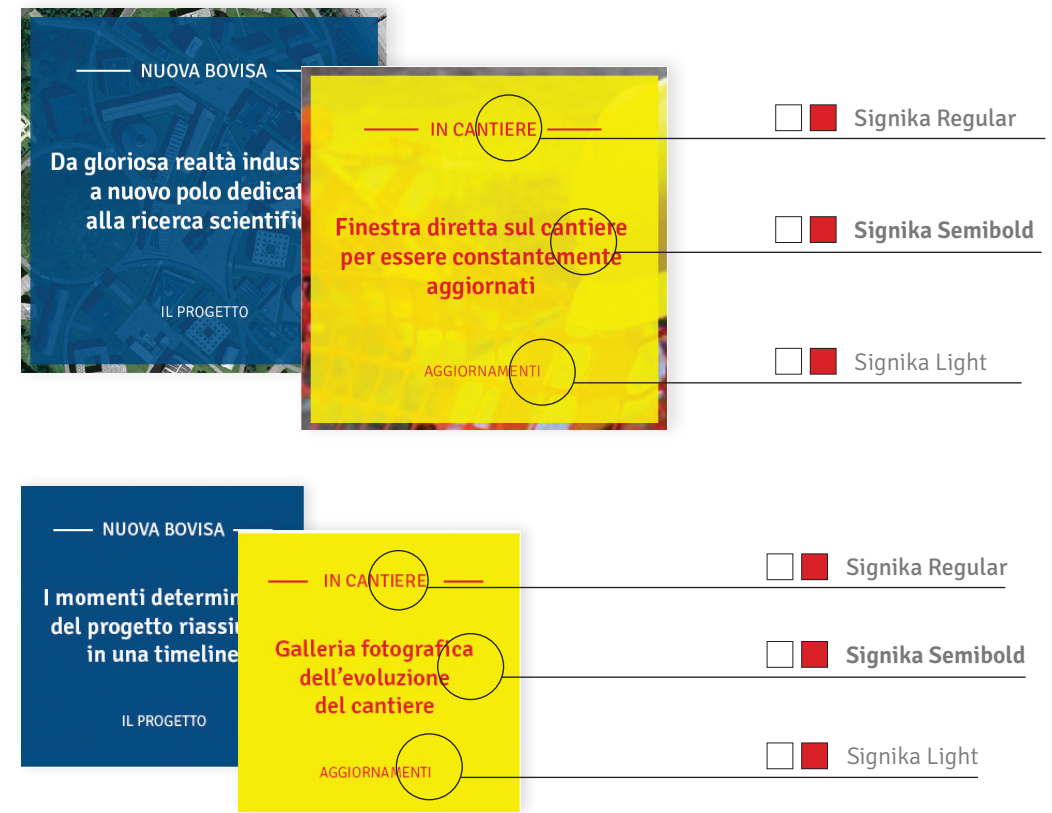 NUOVA BOVISA
Da gloriosa realtà indus
a nuovo polo dedicat
alla ricerca scientific
IL PROGETTO
IN CANTIERE
Finestra diretta sul cantiere
per essere constantemente
aggiornati
AGGIORNAMENTI
Signika Regular
Signika Semibold
Signika Light
NUOVA BOVISA
I momenti determin
del progetto riassiu
in una timeline
IL PROGETTO
IN CANTIERE
Galleria fotografica
dell’evoluzione
del cantiere
AGGIORNAMENTI
Signika Regular
Signika Semibold
Signika Light